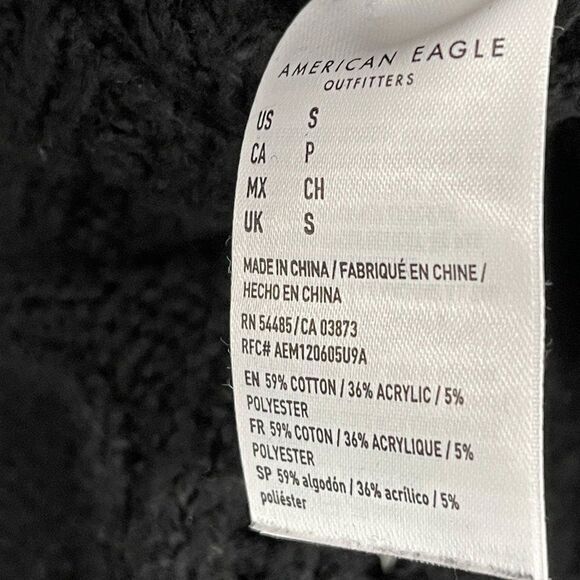 AMERICAN EAGLE
OUTFITTERS
US S
CA P
MX CH
UK S
MADE IN CHINA / FABRIQUÉ EN CHINE /
HECHO EN CHINA
RN 54485/CA 03873
RFC# AEM120605U9A
EN 59% COTTON / 36% ACRYLIC / 5%
POLYESTER
FR 59% COTON / 36% ACRYLIQUE / 5%
POLYESTER
SP 59% algodón / 36% acrílico / 5%
poliéster